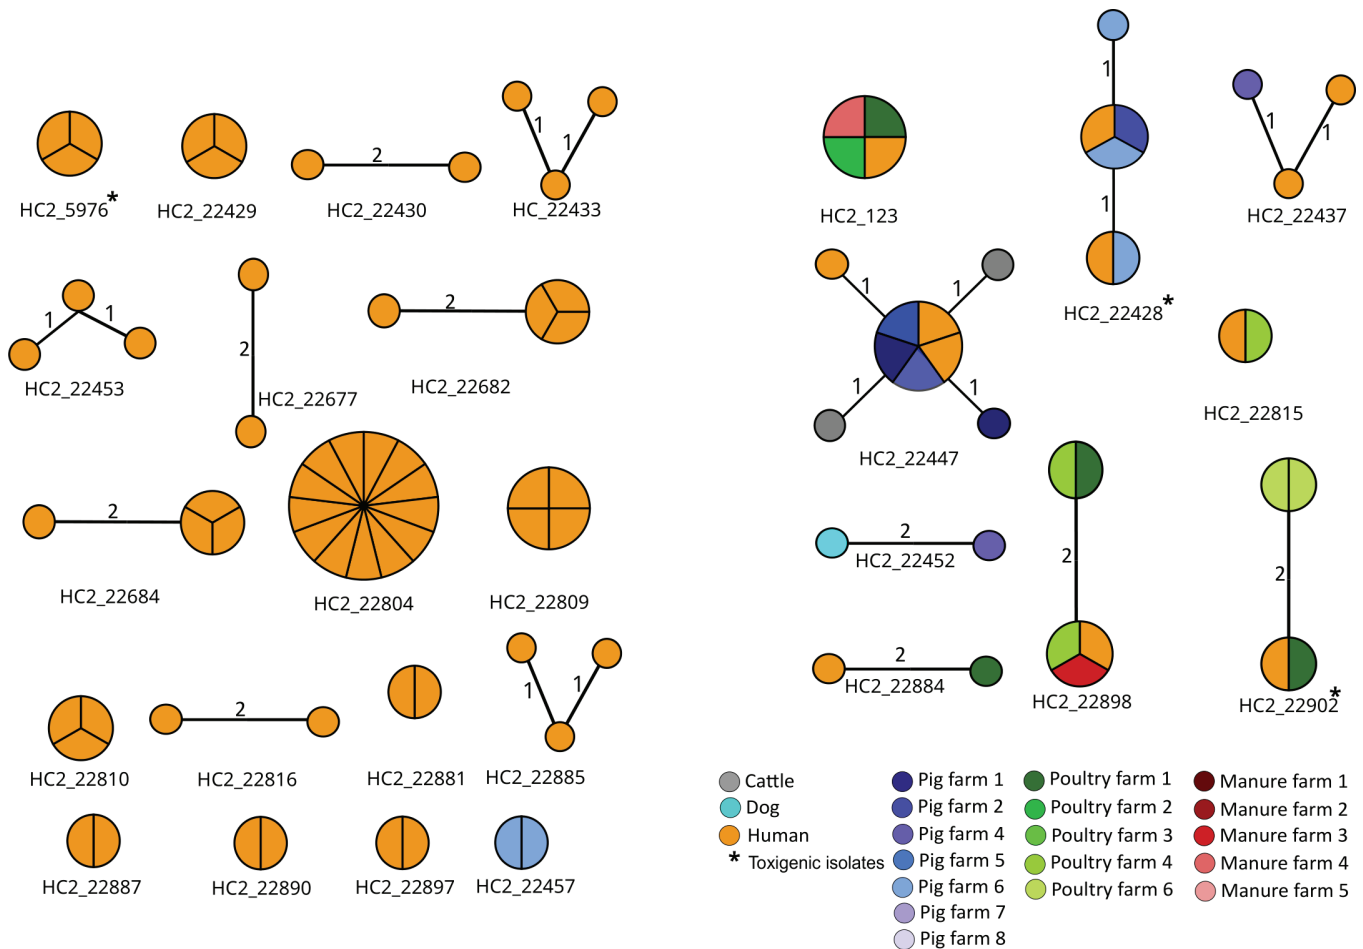 1
1
1
2
1
1
HC2_5976*
HC2_22429
HC2_22430
HC_22433
HC2_123
1
HC2_22437
1
1
HC2_22428*
1
1
2
HC2_22453
2
HC2_22677
HC2_22682
1
1
HC2_22447
HC2_22815
2
HC2_22684
HC2_22804
HC2_22809
2
HC2_22452
2
2
1
1
2
HC2_22884
HC2_22898
HC2_22902*
2
HC2_22810
HC2_22816
HC2_22881
HC2_22885
HC2_22887
HC2_22890
HC2_22897
HC2_22457
Cattle
Dog
Human
* Toxigenic isolates
Pig farm 1
Pig farm 2
Pig farm 4
Pig farm 5
Pig farm 6
Pig farm 7
Pig farm 8
Poultry farm 1
Poultry farm 2
Poultry farm 3
Poultry farm 4
Poultry farm 6
Manure farm 1
Manure farm 2
Manure farm 3
Manure farm 4
Manure farm 5